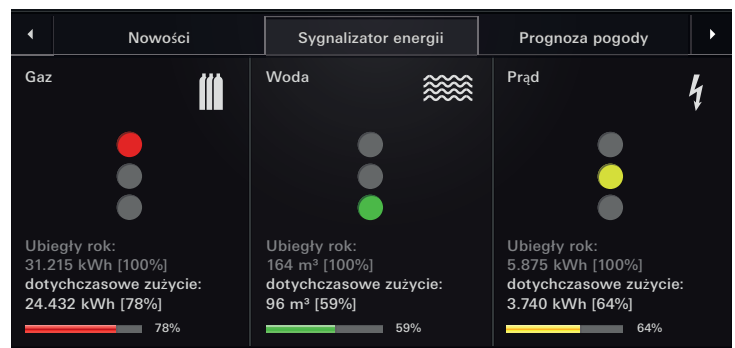 Nowości
Sygnalizator energii
Prognoza pogody
Gaz
Ubiegły rok:
31.215 kWh [100%]
dotychczasowe zużycie:
24.432 kWh [78%]
78%
Woda
Ubiegły rok:
164 m³ [100%]
dotychczasowe zużycie:
96 m³ [59%]
59%
Prąd
Ubiegły rok:
5.875 kWh [100%]
dotychczasowe zużycie:
3.740 kWh [64%]
64%